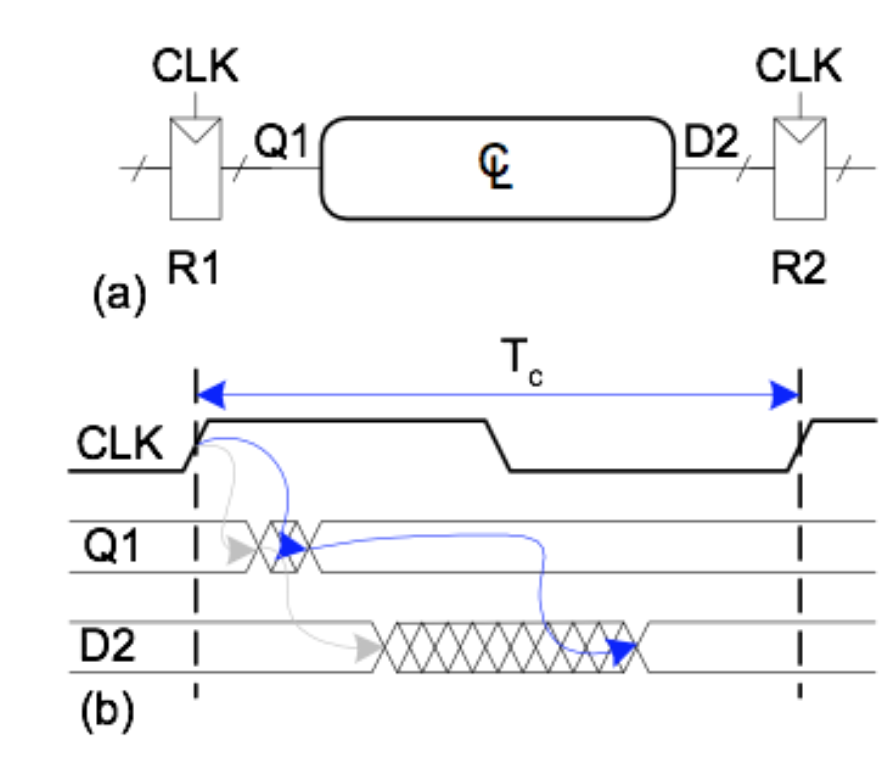 CLK CLK
Q1 CL D2
R1 R2
(a)
Tc
CLK
Q1
D2
(b)